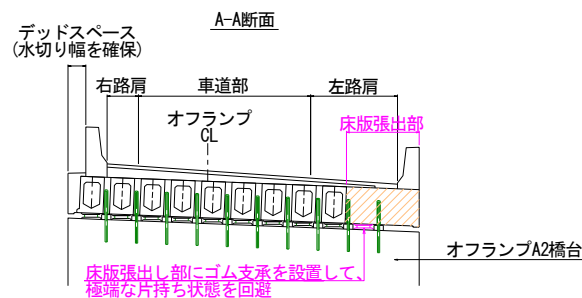 A-A断面
デッドスペース
(水切り幅を確保)
右路肩
車道部
左路肩
オフランプ
CL
床版張出部
オフランプA2橋台
床版張出し部にゴム支承を設置して、
極端な片持ち状態を回避